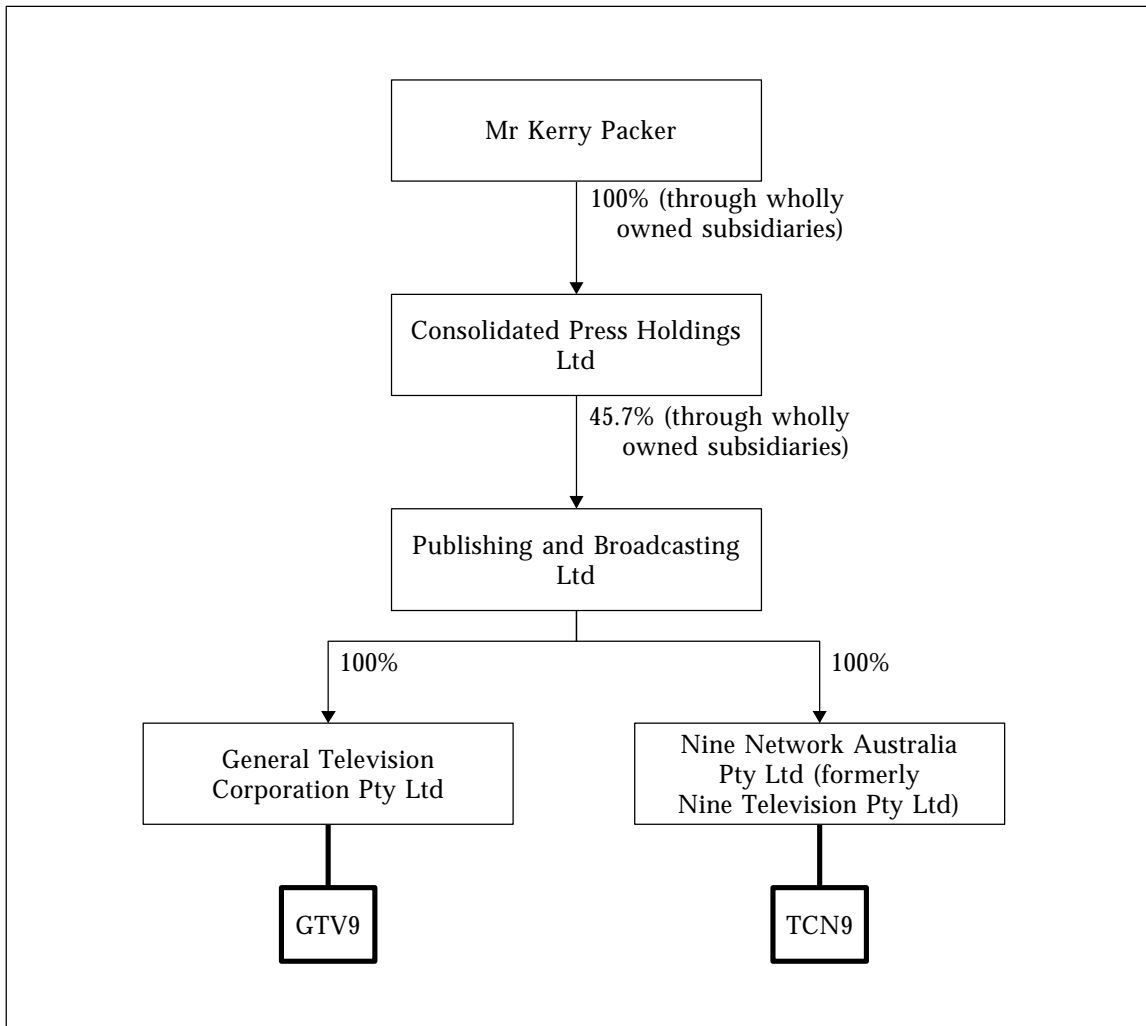 Mr Kerry Packer
100% (through wholly
owned subsidiaries)
Consolidated Press Holdings
Ltd
45.7% (through wholly
owned subsidiaries)
Publishing and Broadcasting
Ltd
100%
100%
General Television
Corporation Pty Ltd
Nine Network Australia
Pty Ltd (formerly
Nine Television Pty Ltd)
GTV9
TCN9